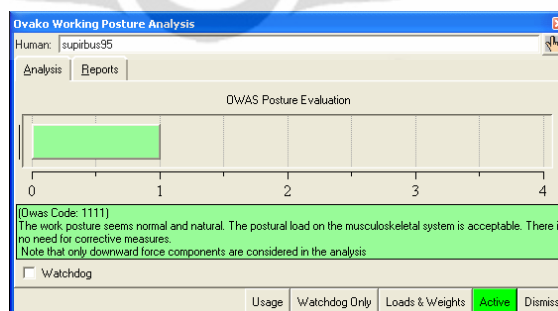 Ovako Working Posture Analysis
Human: supirbus95
Analysis Reports
OWAS Posture Evaluation
0 1 2 3 4
(Owas Code: 1111)
The work posture seems normal and natural. The postural load on the musculoskeletal system is acceptable. There i
no need for corrective measures.
Note that only downward force components are considered in the analysis
Watchdog
Usage Watchdog Only Loads & Weights Active Dismiss